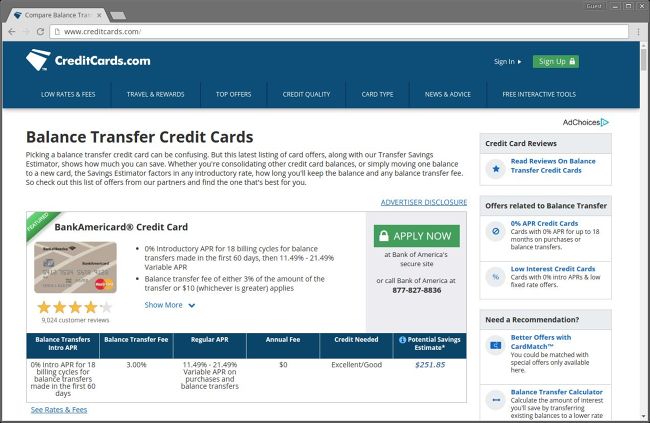 Compare Balance Tran
Guest
www.creditcards.com/
CreditCards.com
Sign In
Sign Up
LOW RATES & FEES
TRAVEL & REWARDS
TOP OFFERS
CREDIT QUALITY
CARD TYPE
NEWS & ADVICE
FREE INTERACTIVE TOOLS
AdChoices
Balance Transfer Credit Cards
Picking a balance transfer credit card can be confusing. But this latest listing of card offers, along with our Transfer Savings
Estimator, shows how much you can save. Whether you're consolidating other credit card balances, or simply moving one balance
to a new card, the Savings Estimator factors in any introductory rate, how long you'll keep the balance and any balance transfer fee.
So check out this list of offers from our partners and find the one that's best for you.
ADVERTISER DISCLOSURE
FEATURED
BankAmericard® Credit Card
Bank of America
BankAmericard
MasterCard
9,024 customer reviews
• 0% Introductory APR for 18 billing cycles for balance
transfers made in the first 60 days, then 11.49% - 21.49%
Variable APR
• Balance transfer fee of either 3% of the amount of the
transfer or $10 (whichever is greater) applies
Show More
APPLY NOW
at Bank of America's
secure site
or call Bank of America at
877-827-8836
Balance Transfers
Intro APR
Balance Transfer Fee
Regular APR
Annual Fee
Credit Needed
Potential Savings
Estimate*
0% Intro APR for 18
billing cycles for
balance transfers
made in the first 60
days
3.00%
11.49% - 21.49%
Variable APR on
purchases and
balance transfers
$0
Excellent/Good
$251.85
See Rates & Fees
Credit Card Reviews
Read Reviews On Balance
Transfer Credit Cards
Offers related to Balance Transfer
0% APR Credit Cards
Cards with 0% APR for up to 18
months on purchases or
balance transfers.
Low Interest Credit Cards
Cards with 0% intro APRs & low
fixed rate offers.
Need a Recommendation?
Better Offers with
CardMatch™
You could be matched with
special offers only available
here.
Balance Transfer Calculator
Calculate the amount of interest
you'll save by transferring
existing balances to a lower rate